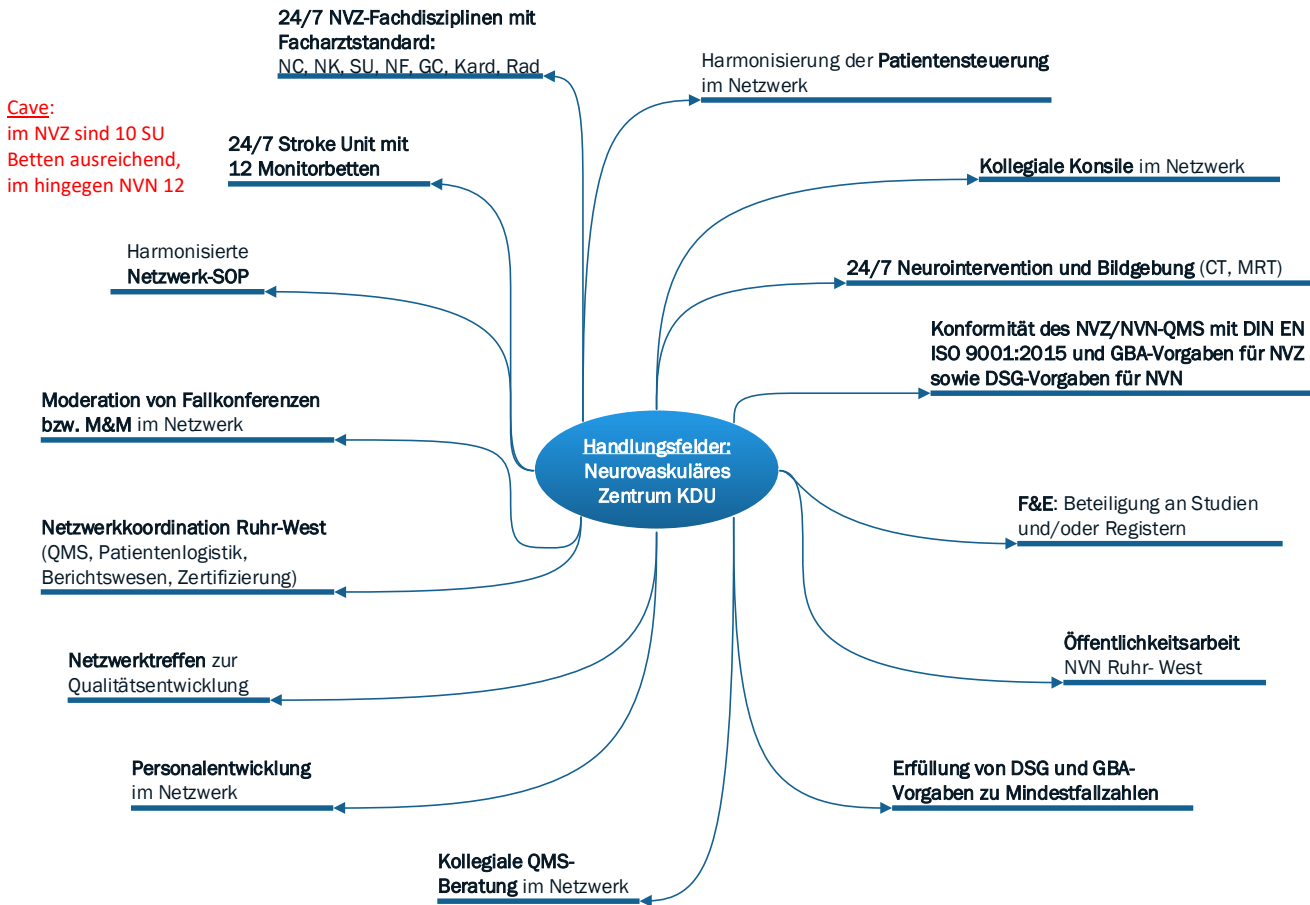 24/7 NVZ-Fachdisziplinen mit
Facharztstandard:
NC, NK, SU, NF, GC, Kard, Rad
Harmonisierung der Patientensteuerung
im Netzwerk
Cave:
im NVZ sind 10 SU
Betten ausreichend,
im hingegen NVN 12
24/7 Stroke Unit mit
12 Monitorbetten
Kollegiale Konsile im Netzwerk
Harmonisierte
Netzwerk-SOP
24/7 Neurointervention und Bildgebung (CT, MRT)
Konformität des NVZ/NVN-QMS mit DIN EN
ISO 9001:2015 und GBA-Vorgaben für NVZ
sowie DSG-Vorgaben für NVN
Moderation von Fallkonferenzen
bzw. M&M im Netzwerk
Handlungsfelder:
Neurovaskuläres
Zentrum KDU
Netzwerkkoordination Ruhr-West
(QMS, Patientenlogistik,
Berichtswesen, Zertifizierung)
F&E: Beteiligung an Studien
und/oder Registern
Netzwerktreffen zur
Qualitätsentwicklung
Öffentlichkeitsarbeit
NVN Ruhr- West
Personalentwicklung
im Netzwerk
Erfüllung von DSG und GBA-
Vorgaben zu Mindestfallzahlen
Kollegiale QMS-
Beratung im Netzwerk